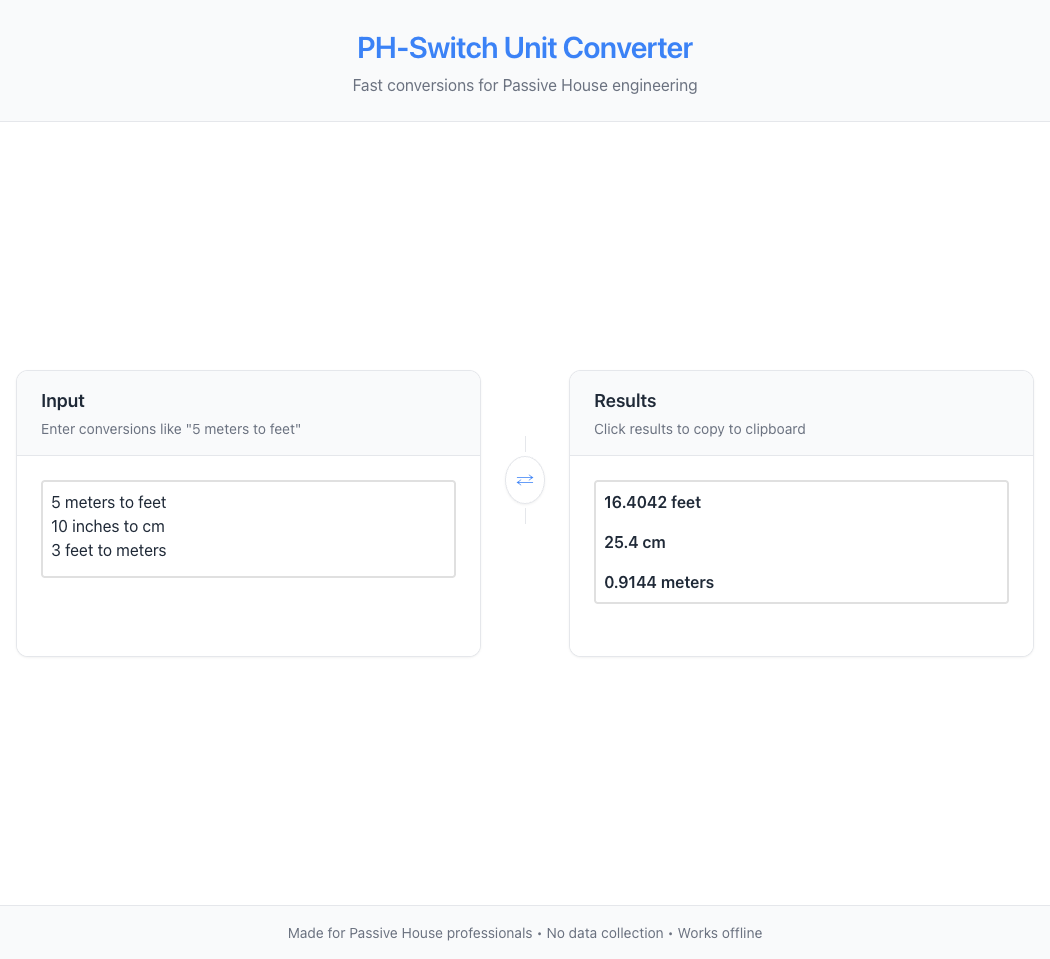 PH-Switch Unit Converter
Fast conversions for Passive House engineering
Input
Enter conversions like "5 meters to feet"
5 meters to feet
10 inches to cm
3 feet to meters
Results
Click results to copy to clipboard
16.4042 feet
25.4 cm
0.9144 meters
Made for Passive House professionals • No data collection • Works offline